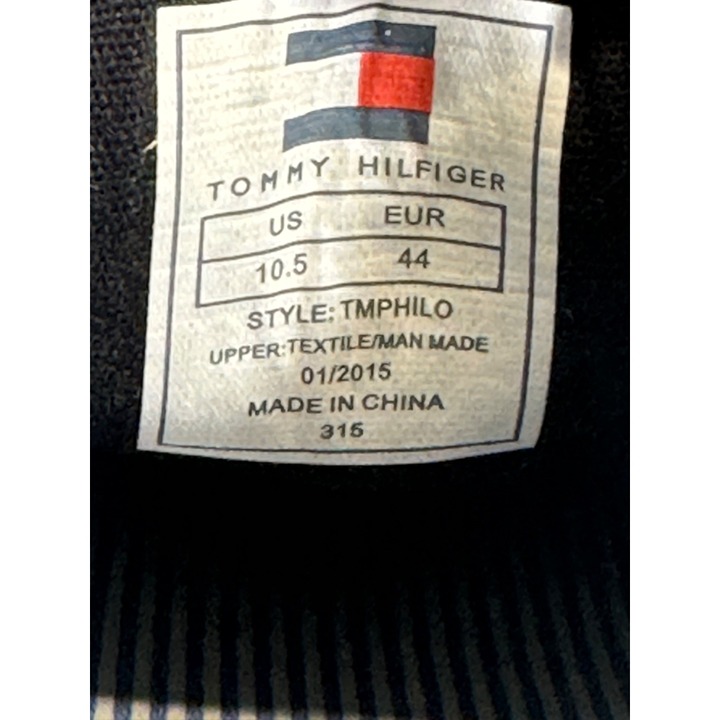 TOMMY HILFIGER
US EUR
10.5 44
STYLE: TMPHILO
UPPER:TEXTILE/MAN MADE
01/2015
MADE IN CHINA
315